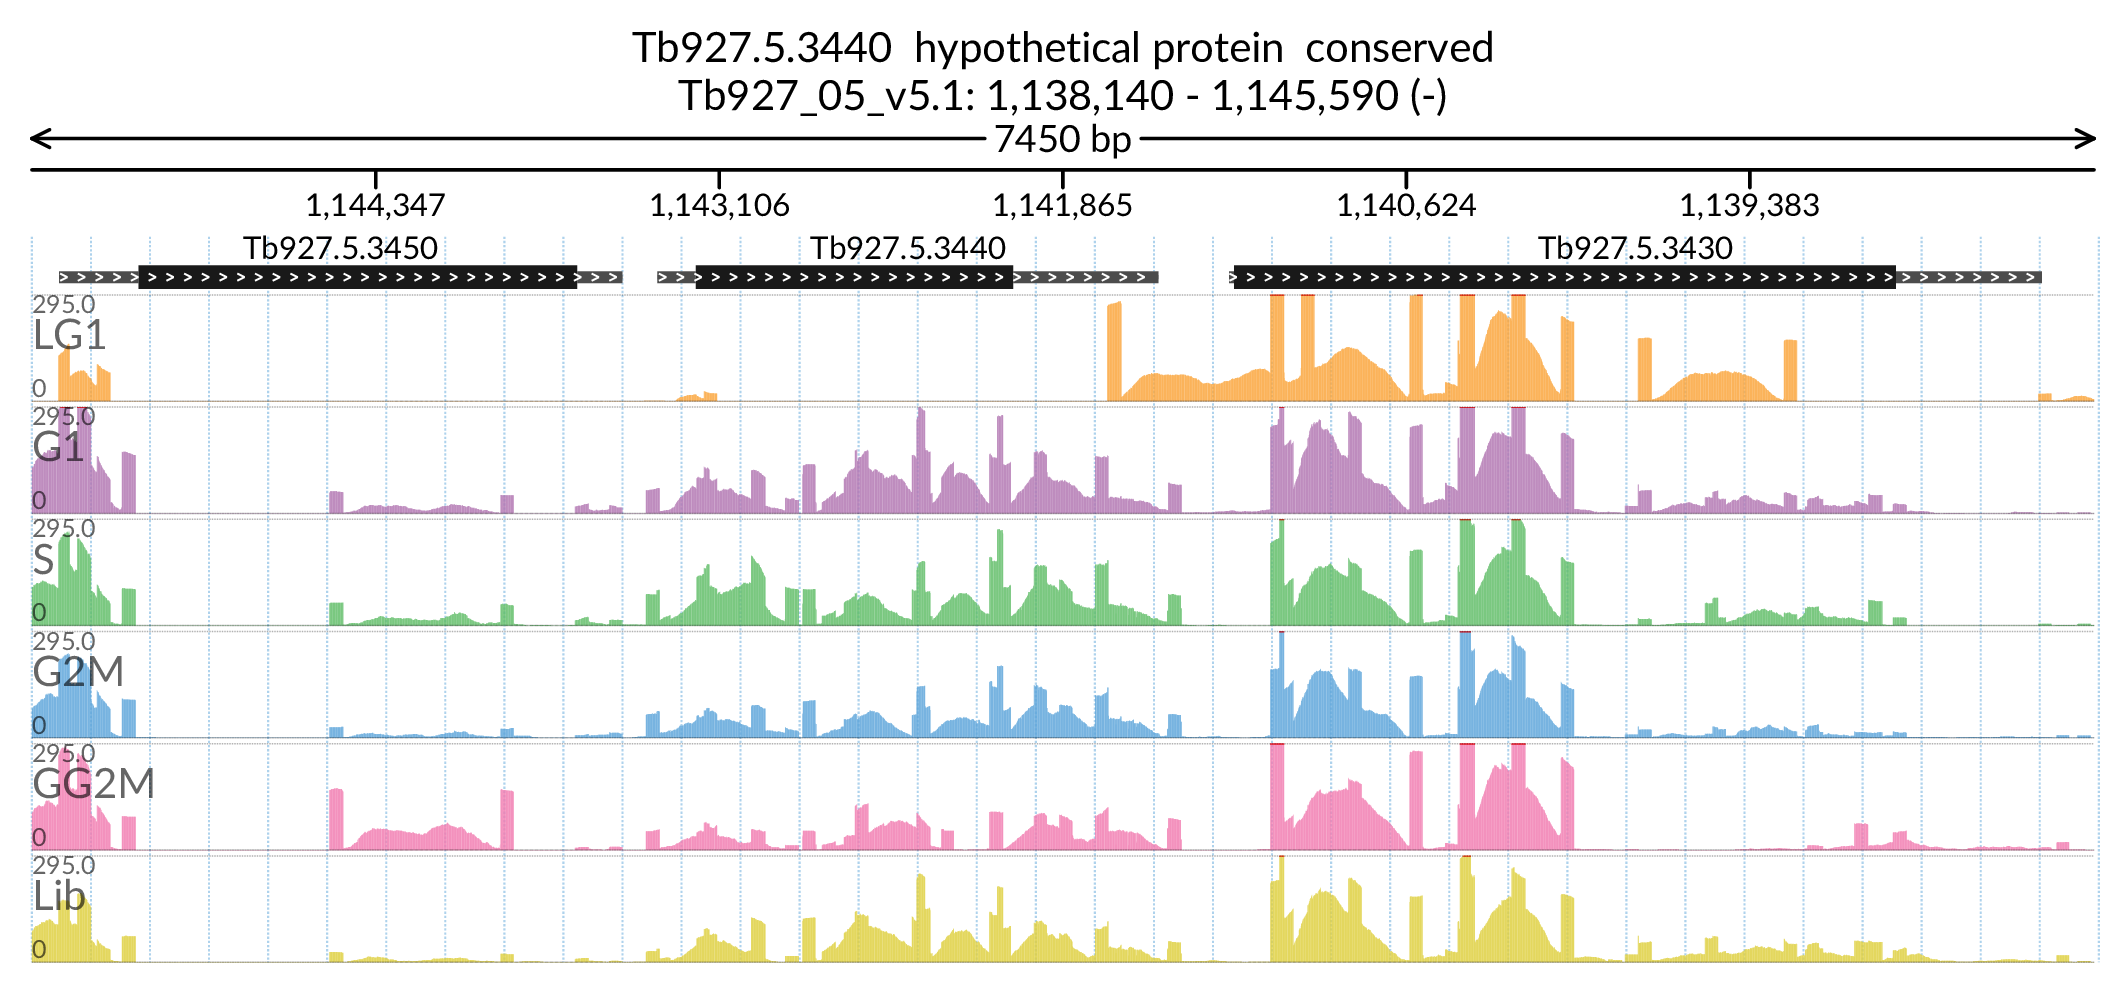 Tb927.5.3440  hypothetical protein  conserved
Tb927_05_v5.1: 1,138,140 - 1,145,590 (-)
7450 bp
1,144,347 1,143,106 1,141,865 1,140,624 1,139,383
Tb927.5.3450 Tb927.5.3440 Tb927.5.3430
295.0
LG1
0
295.0
G1
0
295.0
S
0
295.0
G2M
0
295.0
GG2M
0
295.0
Lib
0